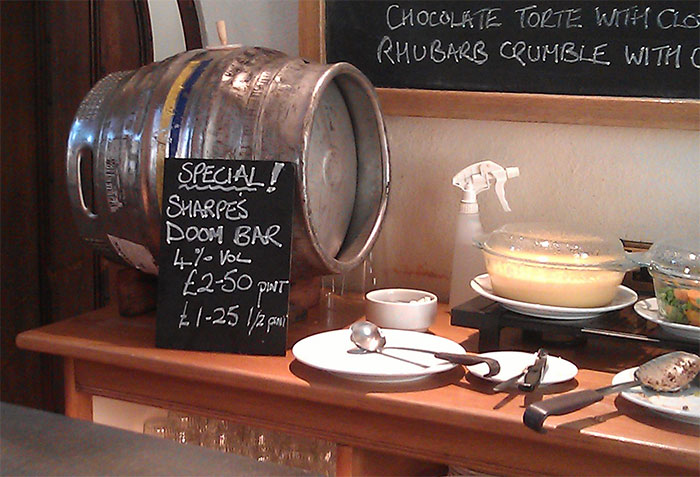 CHOCOLATE TORTE WITH CLO
RHUBARB CRUMBLE WITH C
SPECIAL!
SHARPE'S
DOOM BAR
4% VOL
£2-50 PINT
£1-25 1/2 PINT